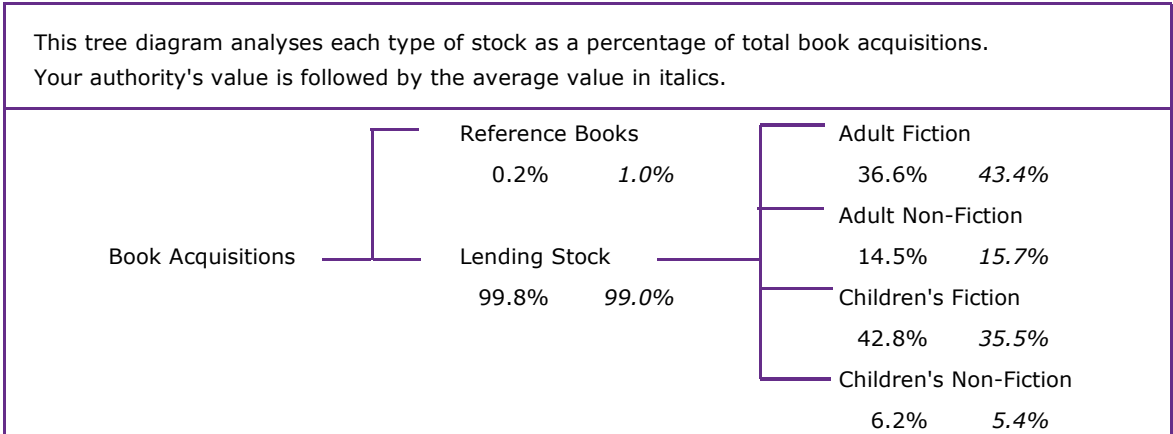 This tree diagram analyses each type of stock as a percentage of total book acquisitions.
Your authority's value is followed by the average value in italics.
Reference Books
Adult Fiction
0.2% 1.0%
36.6% 43.4%
Adult Non-Fiction
Book Acquisitions
Lending Stock
14.5% 15.7%
99.8% 99.0%
Children's Fiction
42.8% 35.5%
Children's Non-Fiction
6.2% 5.4%